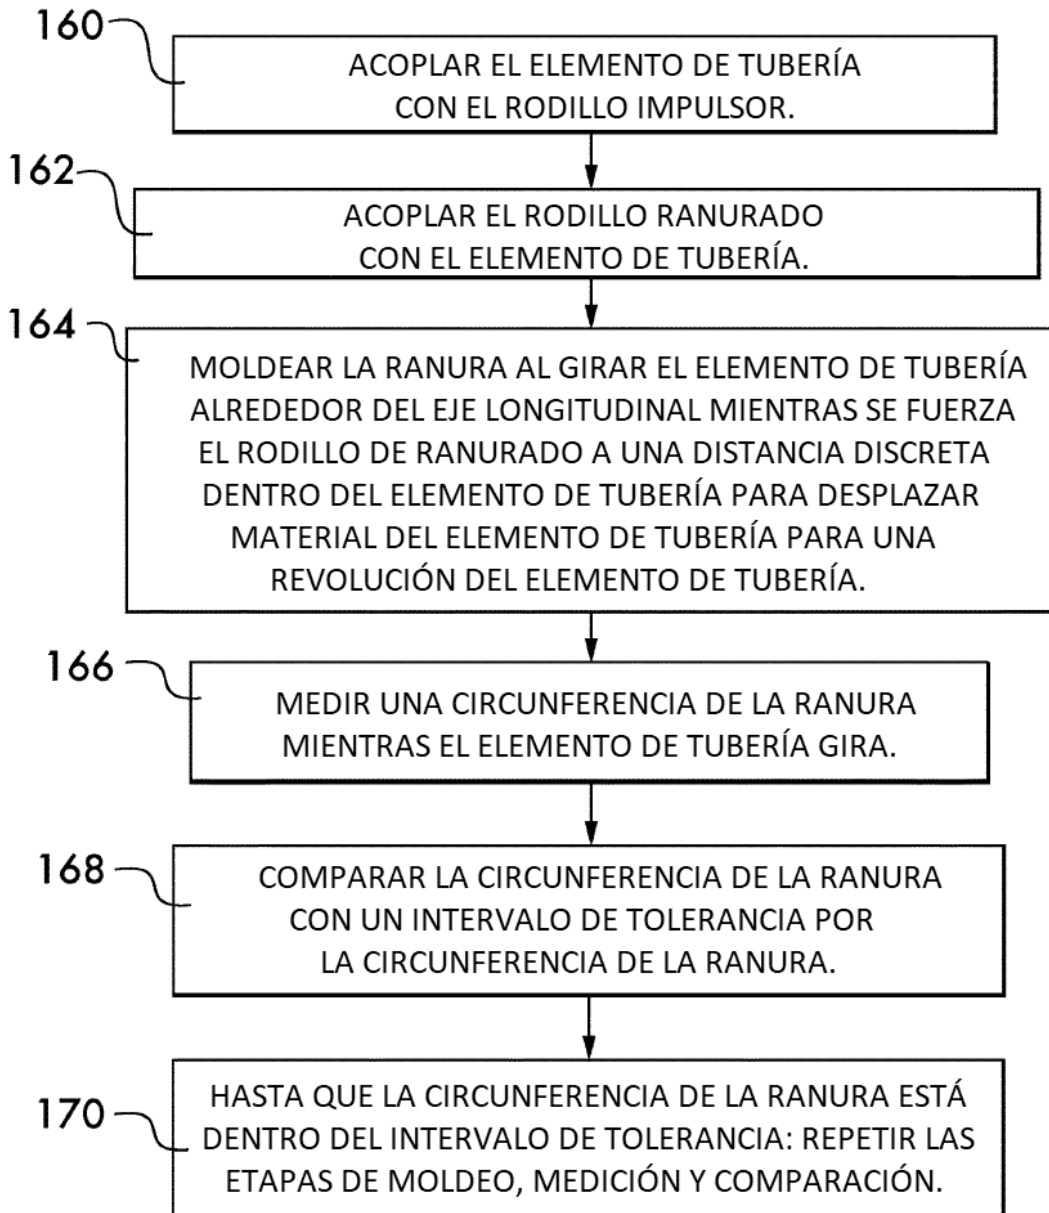 160
ACOPLAR EL ELEMENTO DE TUBERÍA
CON EL RODILLO IMPULSOR.
162
ACOPLAR EL RODILLO RANURADO
CON EL ELEMENTO DE TUBERÍA.
164
MOLDEAR LA RANURA AL GIRAR EL ELEMENTO DE TUBERÍA
ALREDEDOR DEL EJE LONGITUDINAL MIENTRAS SE FUERZA
EL RODILLO DE RANURADO A UNA DISTANCIA DISCRETA
DENTRO DEL ELEMENTO DE TUBERÍA PARA DESPLAZAR
MATERIAL DEL ELEMENTO DE TUBERÍA PARA UNA
REVOLUCIÓN DEL ELEMENTO DE TUBERÍA.
166
MEDIR UNA CIRCUNFERENCIA DE LA RANURA
MIENTRAS EL ELEMENTO DE TUBERÍA GIRA.
168
COMPARAR LA CIRCUNFERENCIA DE LA RANURA
CON UN INTERVALO DE TOLERANCIA POR
LA CIRCUNFERENCIA DE LA RANURA.
170
HASTA QUE LA CIRCUNFERENCIA DE LA RANURA ESTÁ
DENTRO DEL INTERVALO DE TOLERANCIA: REPETIR LAS
ETAPAS DE MOLDEO, MEDICIÓN Y COMPARACIÓN.